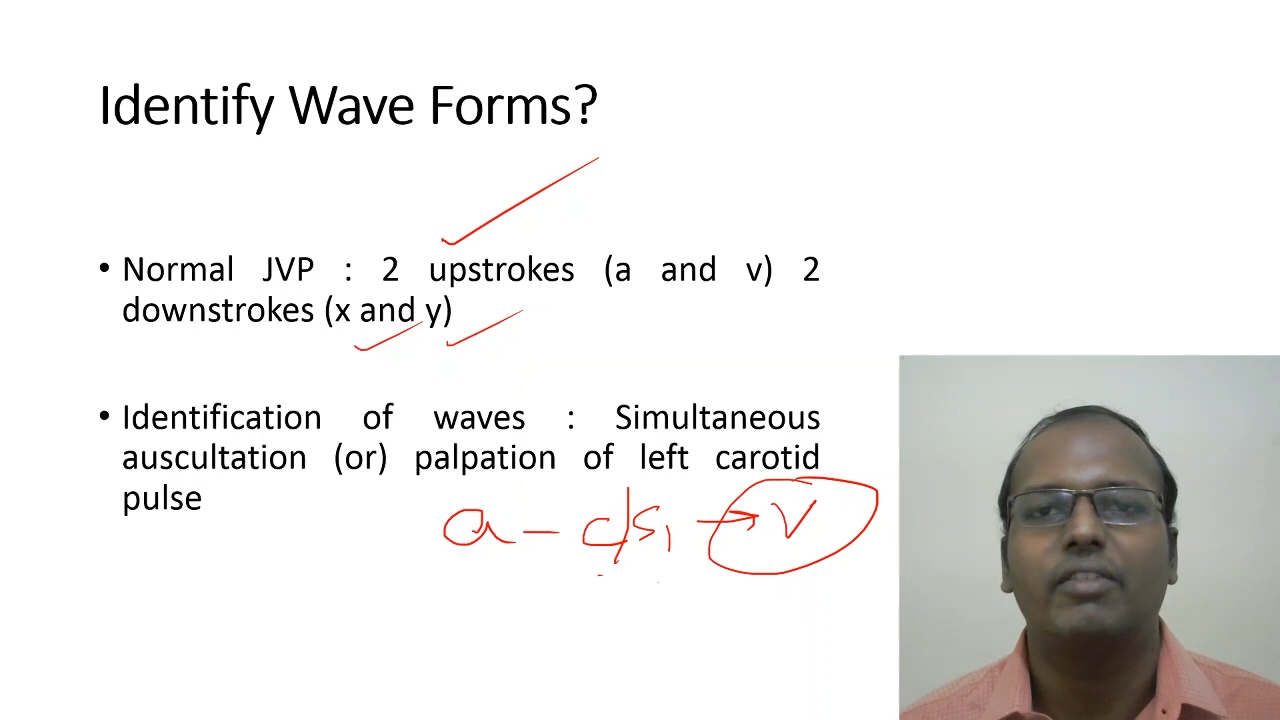 Identify Wave Forms?
• Normal JVP : 2 upstrokes (a and v) 2
downstrokes (x and y)
• Identification of waves : Simultaneous
auscultation (or) palpation of left carotid
pulse
a - c/S1 → v